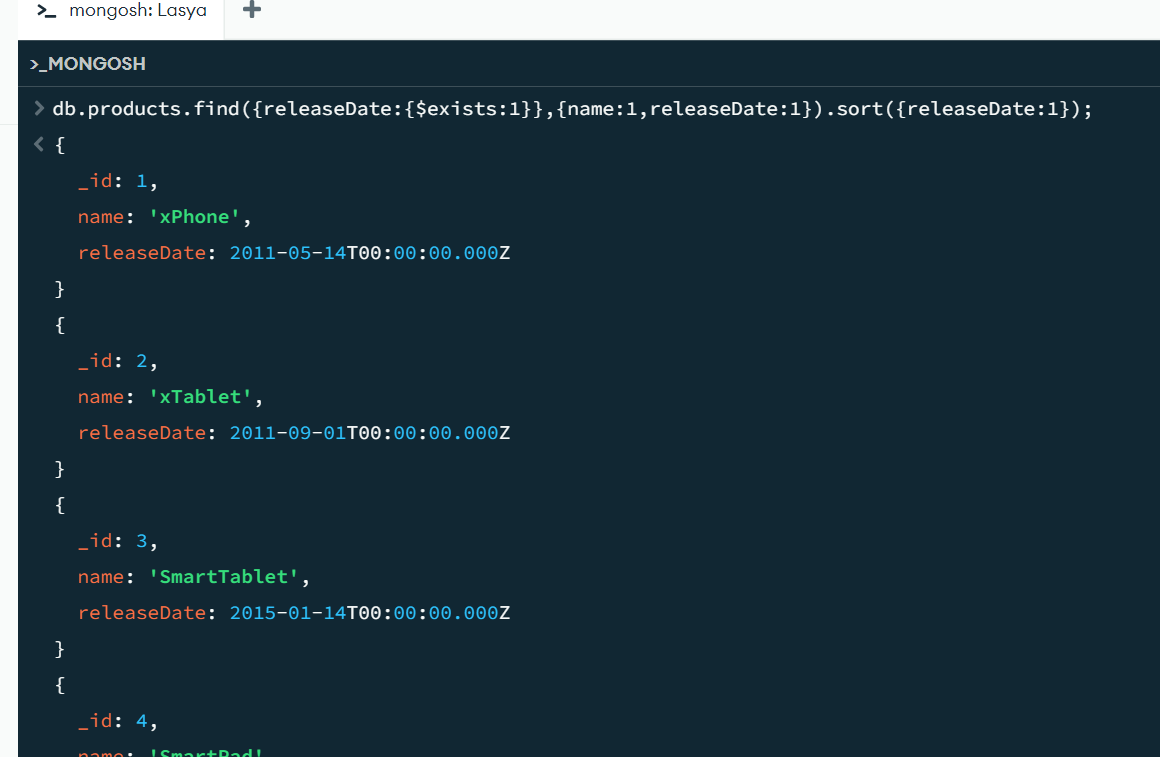 >_ mongosh: Lasya +
>_MONGOSH
> db.products.find({releaseDate:{$exists:1}},{name:1,releaseDate:1}).sort({releaseDate:1});
< {
_id: 1,
name: 'xPhone',
releaseDate: 2011-05-14T00:00:00.000Z
}
{
_id: 2,
name: 'xTablet',
releaseDate: 2011-09-01T00:00:00.000Z
}
{
_id: 3,
name: 'SmartTablet',
releaseDate: 2015-01-14T00:00:00.000Z
}
{
_id: 4,
name: 'SmartPad'